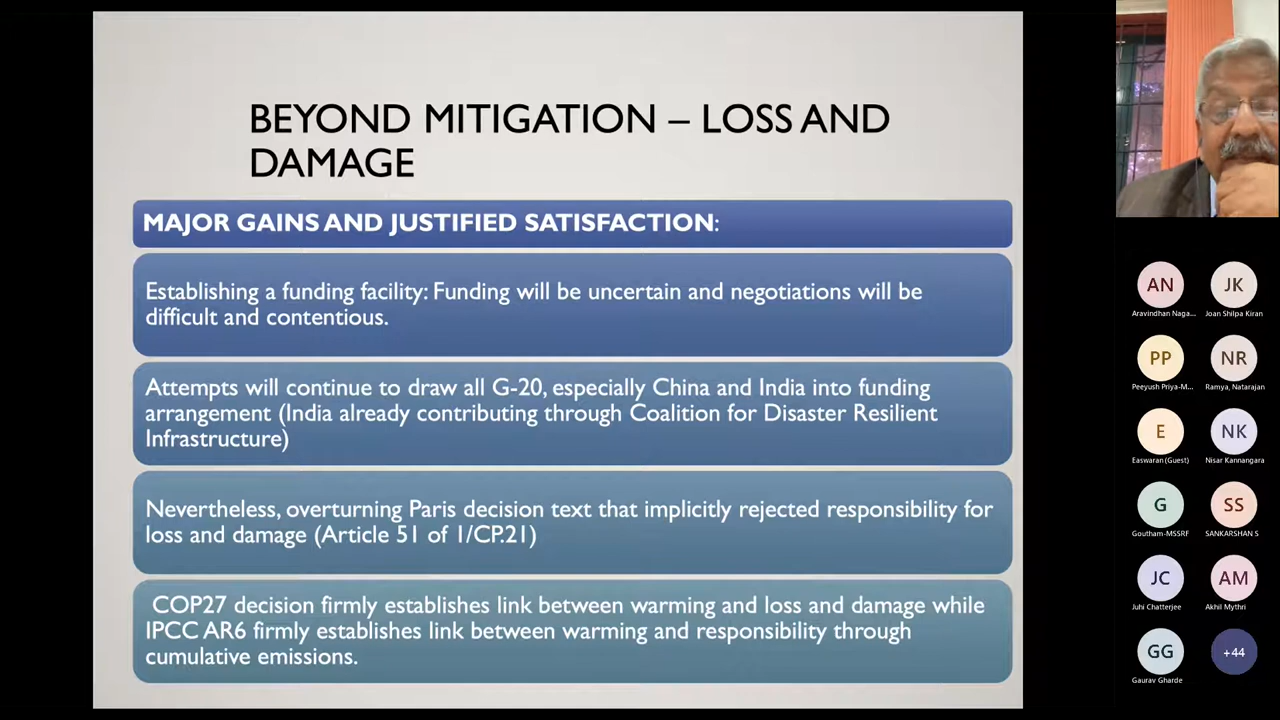 BEYOND MITIGATION – LOSS AND
DAMAGE
MAJOR GAINS AND JUSTIFIED SATISFACTION:
Establishing a funding facility: Funding will be uncertain and negotiations will be
difficult and contentious.
Attempts will continue to draw all G-20, especially China and India into funding
arrangement (India already contributing through Coalition for Disaster Resilient
Infrastructure)
Nevertheless, overturning Paris decision text that implicitly rejected responsibility for
loss and damage (Article 51 of 1/CP.21)
COP27 decision firmly establishes link between warming and loss and damage while
IPCC AR6 firmly establishes link between warming and responsibility through
cumulative emissions.
AN JK
Aravindhan Naga... Joan Shilpa Kiran
PP NR
Peeyush Priya-M... Ramya, Natarajan
E NK
Easwaran (Guest) Nisar Kannangara
G SS
Goutham-MSSRF SANKARSHAN S
JC AM
Juhi Chatterjee Akhil Mythri
GG +44
Gaurav Gharde